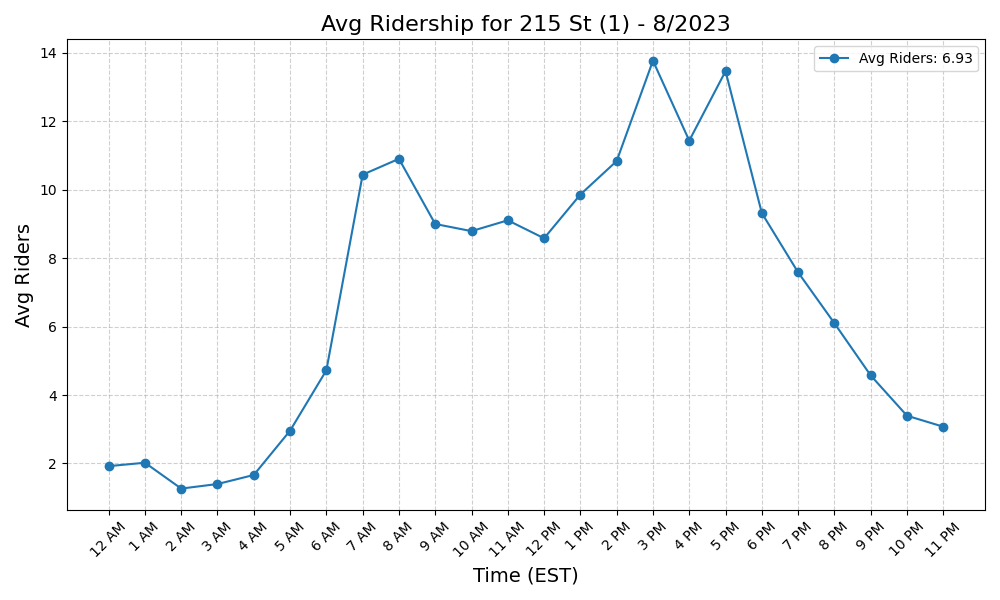 Avg Ridership for 215 St (1) - 8/2023
Avg Riders: 6.93
14
12
10
8
6
4
2
Avg Riders
12 AM
1 AM
2 AM
3 AM
4 AM
5 AM
6 AM
7 AM
8 AM
9 AM
10 AM
11 AM
12 PM
1 PM
2 PM
3 PM
4 PM
5 PM
6 PM
7 PM
8 PM
9 PM
10 PM
11 PM
Time (EST)